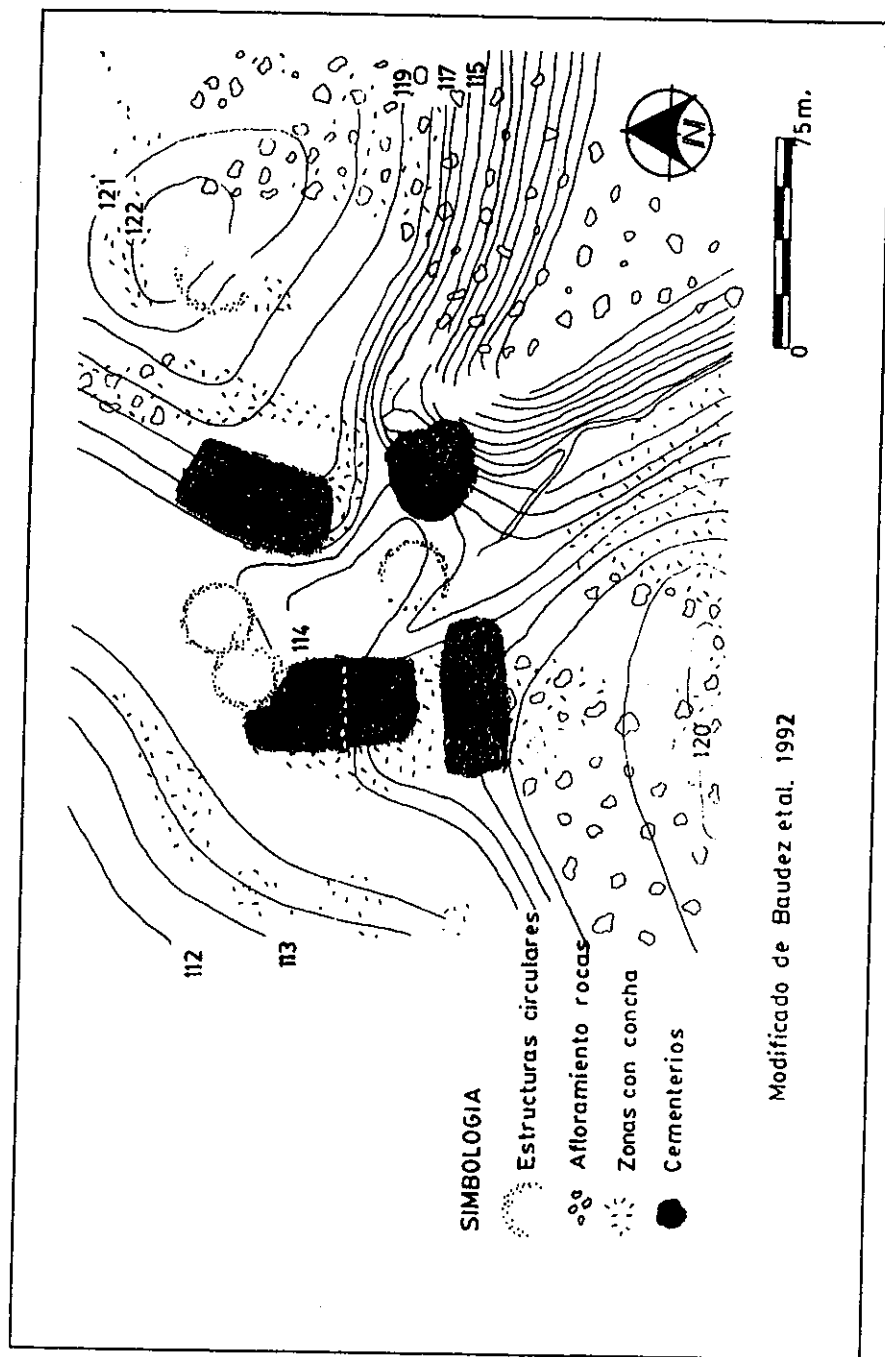 121
122
119
117
115
114
112
113
120
N
0
75 m.
SIMBOLOGIA
Estructuras circulares
Afloramiento rocas
Zonas con concha
Cementerios
Modificado de Baudez et al. 1992